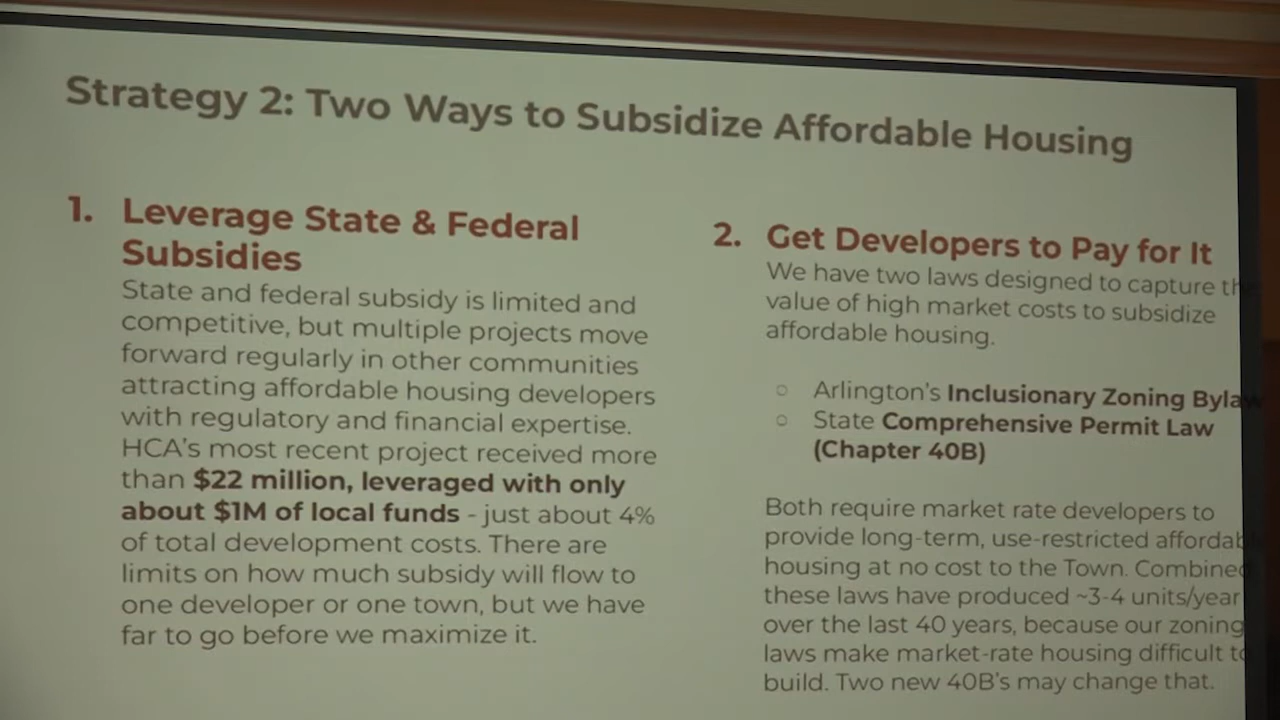 Strategy 2: Two Ways to Subsidize Affordable Housing
1. Leverage State & Federal
Subsidies
State and federal subsidy is limited and
competitive, but multiple projects move
forward regularly in other communities
attracting affordable housing developers
with regulatory and financial expertise.
HCA's most recent project received more
than $22 million, leveraged with only
about $1M of local funds - just about 4%
of total development costs. There are
limits on how much subsidy will flow to
one developer or one town, but we have
far to go before we maximize it.
2. Get Developers to Pay for It
We have two laws designed to capture the
value of high market costs to subsidize
affordable housing.
○ Arlington's Inclusionary Zoning Bylaw
○ State Comprehensive Permit Law
(Chapter 40B)
Both require market rate developers to
provide long-term, use-restricted affordab
housing at no cost to the Town. Combined
these laws have produced ~3-4 units/year
over the last 40 years, because our zoning
laws make market-rate housing difficult to
build. Two new 40B's may change that.